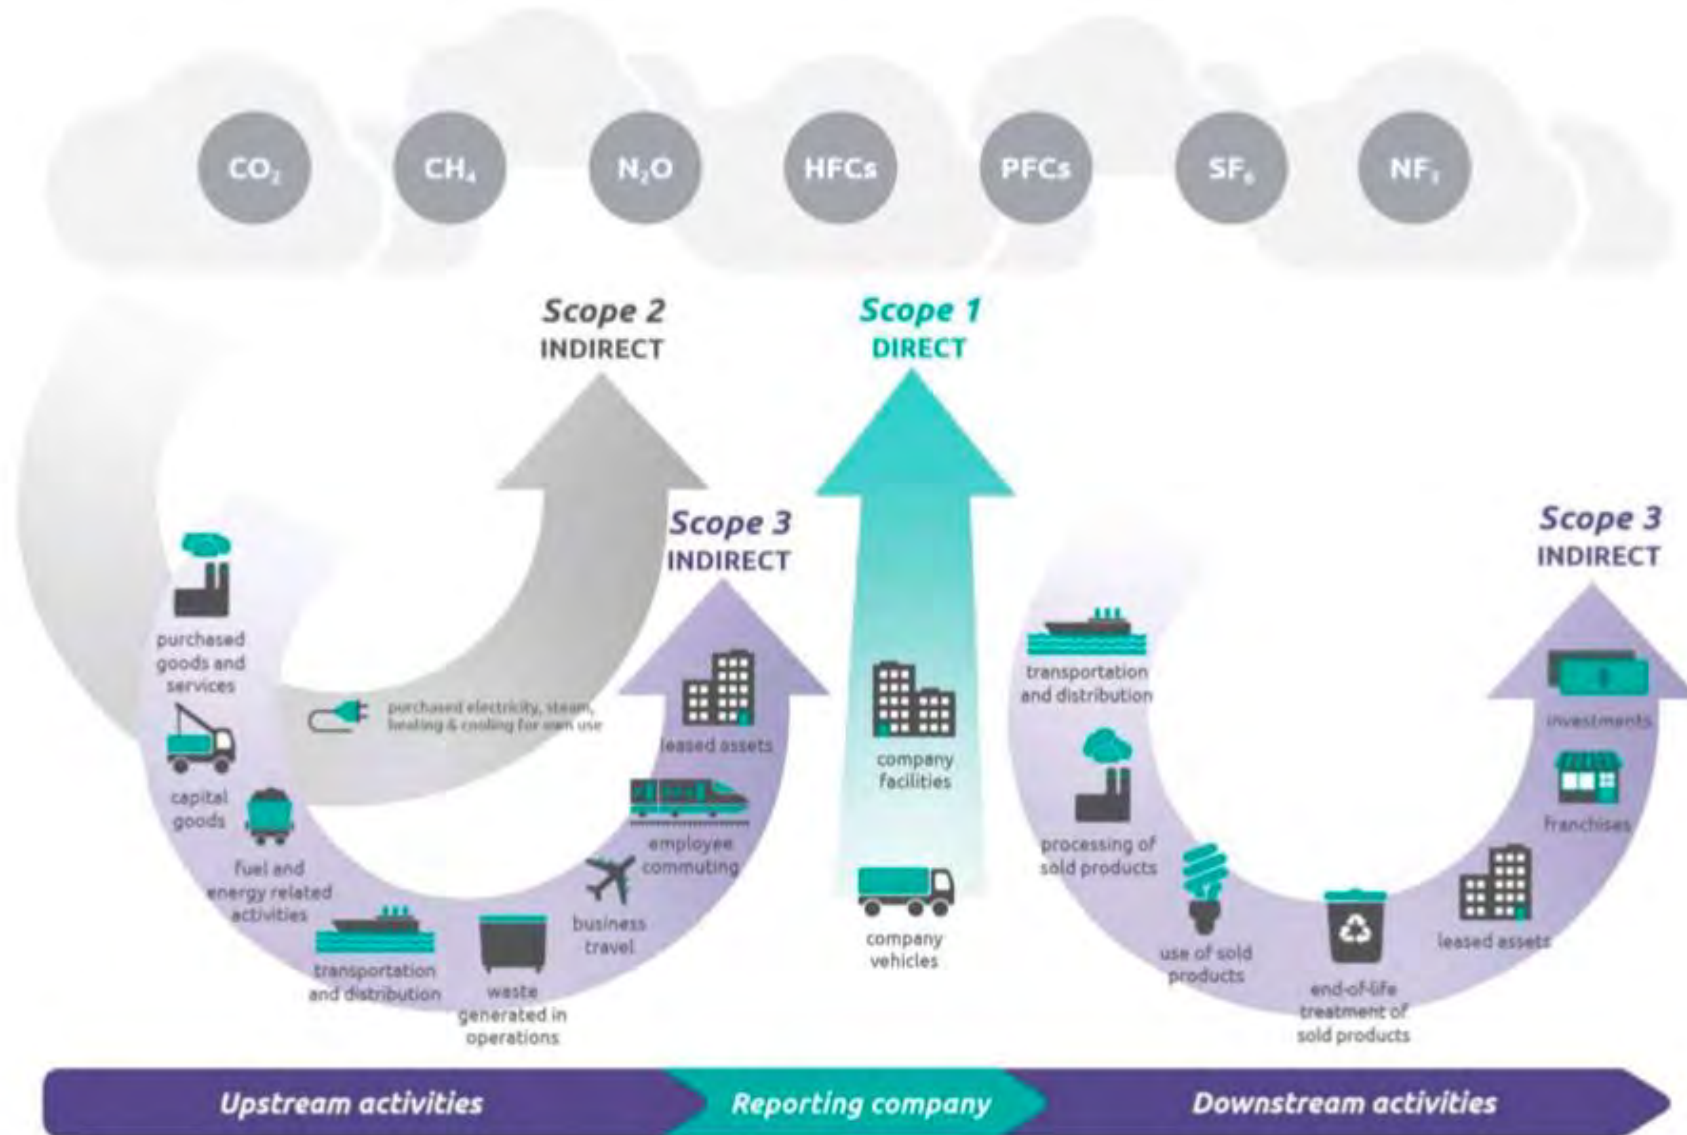 CO₂
CH₄
N₂O
HFCs
PFCs
SF₆
NF₃
Scope 2
INDIRECT
Scope 1
DIRECT
Scope 3
INDIRECT
Scope 3
INDIRECT
purchased
goods and
services
capital
goods
fuel and
energy related
activities
transportation
and distribution
waste
generated in
operations
business
travel
employee
commuting
leased assets
purchased electricity, steam,
heating & cooling for own use
company
facilities
company
vehicles
transportation
and distribution
processing of
sold products
use of sold
products
end-of-life
treatment of
sold products
leased assets
franchises
investments
Upstream activities
Reporting company
Downstream activities